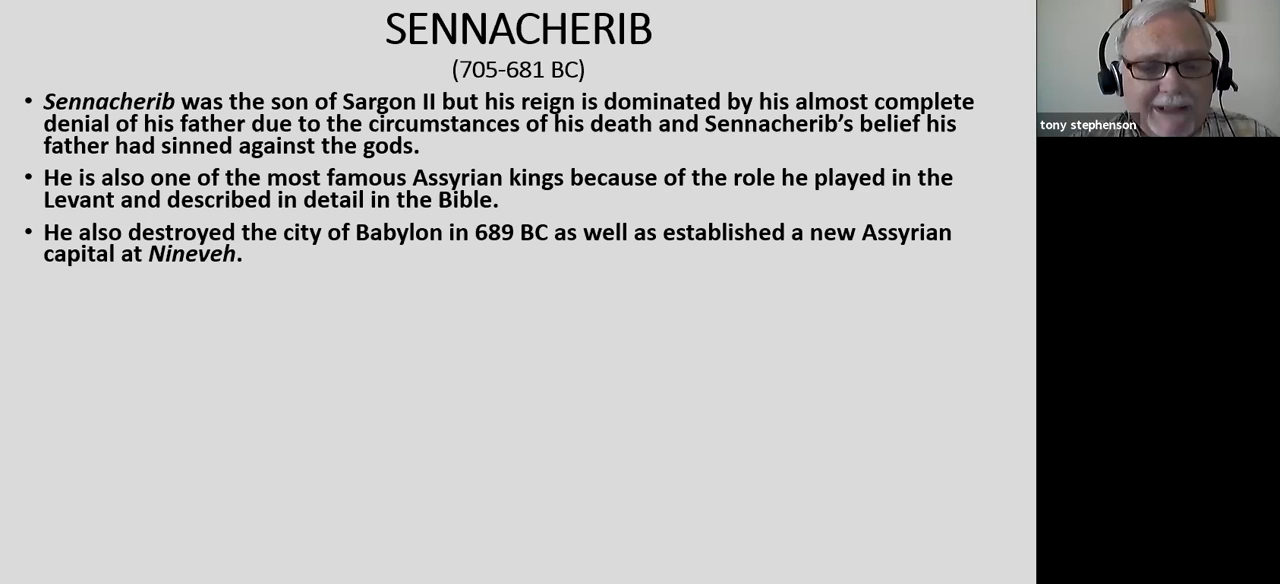 SENNACHERIB
(705-681 BC)
• Sennacherib was the son of Sargon II but his reign is dominated by his almost complete
denial of his father due to the circumstances of his death and Sennacherib’s belief his
father had sinned against the gods.
• He is also one of the most famous Assyrian kings because of the role he played in the
Levant and described in detail in the Bible.
• He also destroyed the city of Babylon in 689 BC as well as established a new Assyrian
capital at Nineveh.
tony stephenson